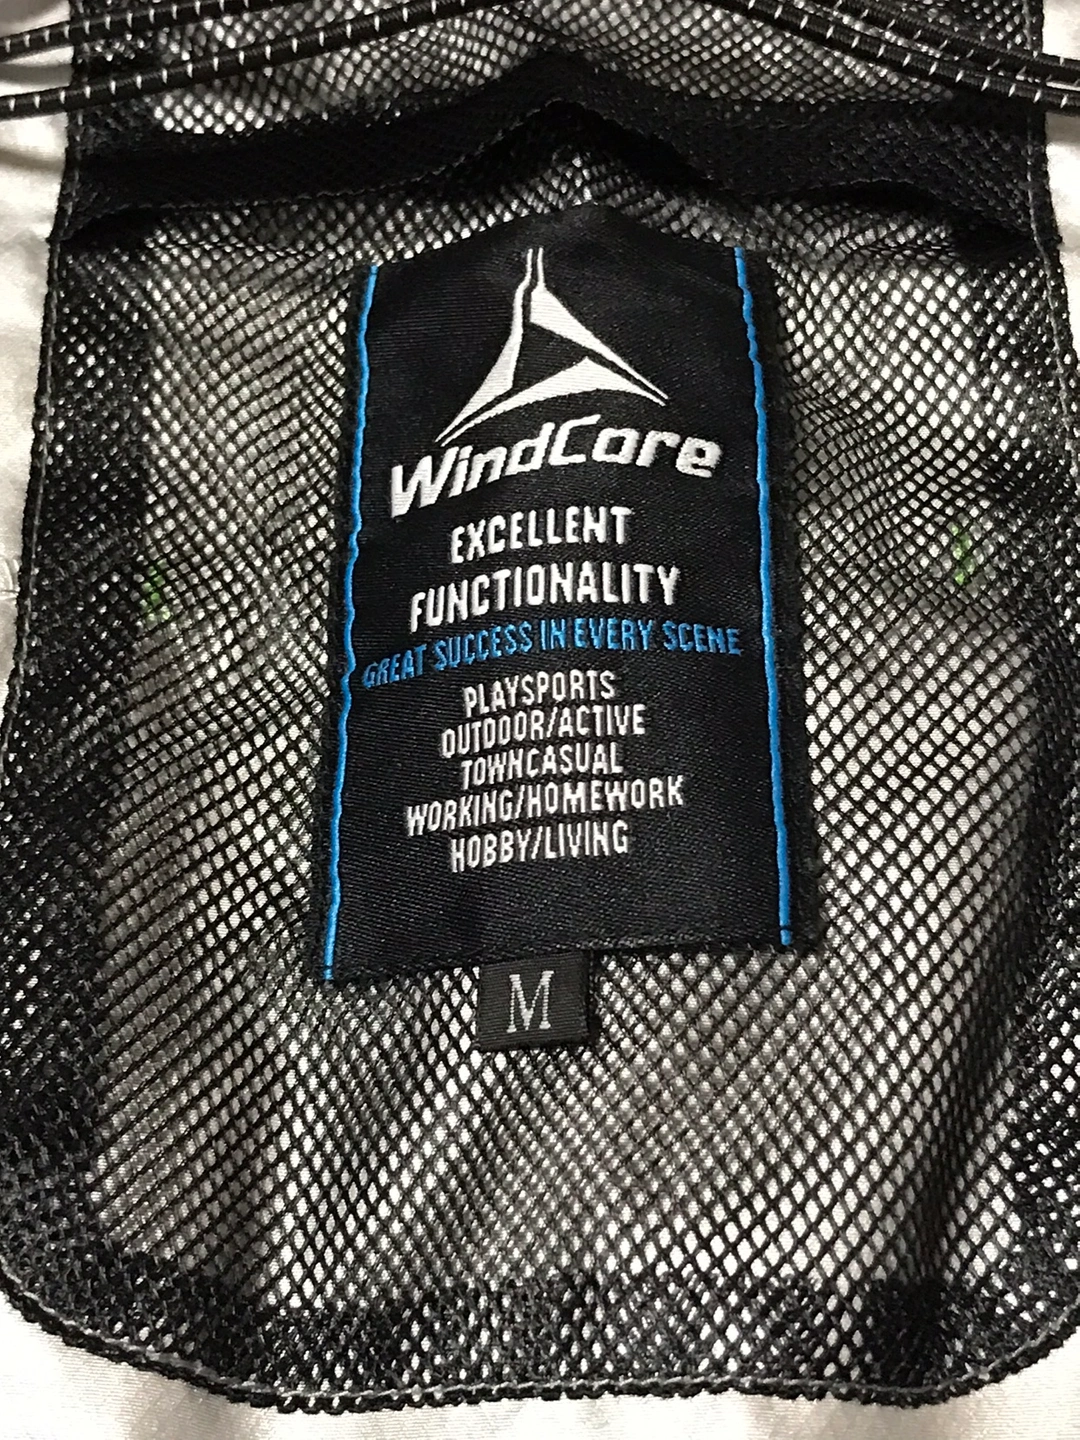 WindCore
EXCELLENT
FUNCTIONALITY
GREAT SUCCESS IN EVERY SCENE
PLAYSPORTS
OUTDOOR/ACTIVE
TOWNCASUAL
WORKING/HOMEWORK
HOBBY/LIVING
M